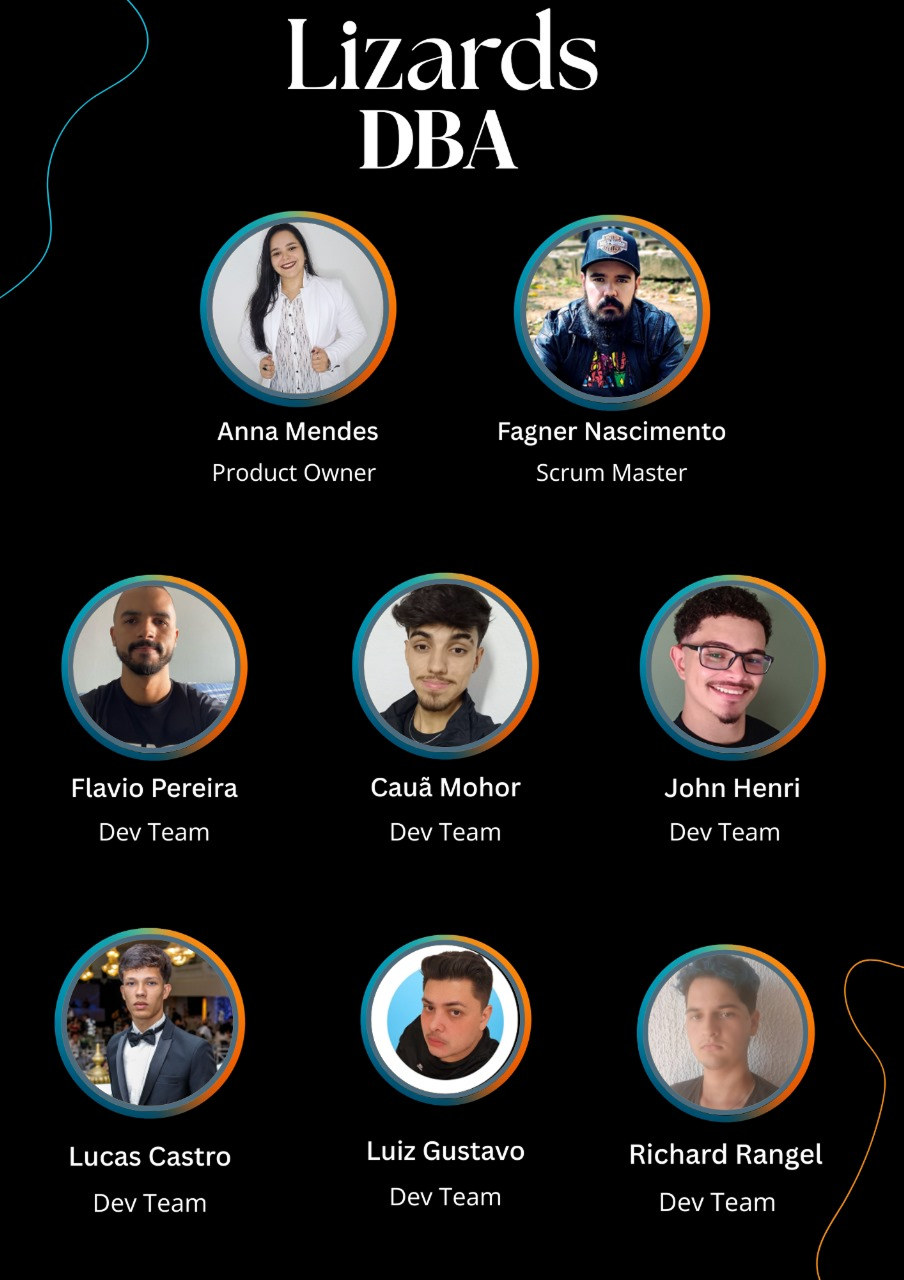 Lizards
DBA
Anna Mendes
Product Owner
Fagner Nascimento
Scrum Master
Flavio Pereira
Dev Team
Cauã Mohor
Dev Team
John Henri
Dev Team
Lucas Castro
Dev Team
Luiz Gustavo
Dev Team
Richard Rangel
Dev Team